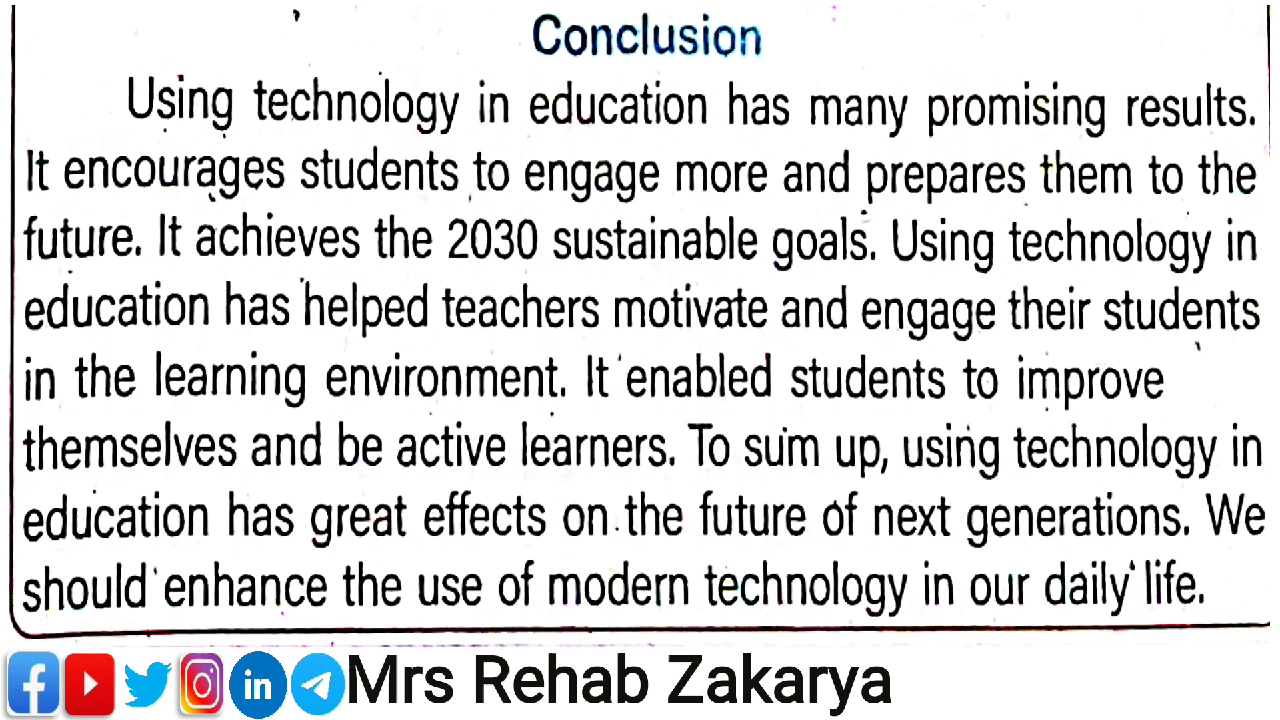 Conclusion
Using technology in education has many promising results.
It encourages students to engage more and prepares them to the
future. It achieves the 2030 sustainable goals. Using technology in
education has helped teachers motivate and engage their students
in the learning environment. It enabled students to improve
themselves and be active learners. To sum up, using technology in
education has great effects on the future of next generations. We
should enhance the use of modern technology in our daily life.
Mrs Rehab Zakarya